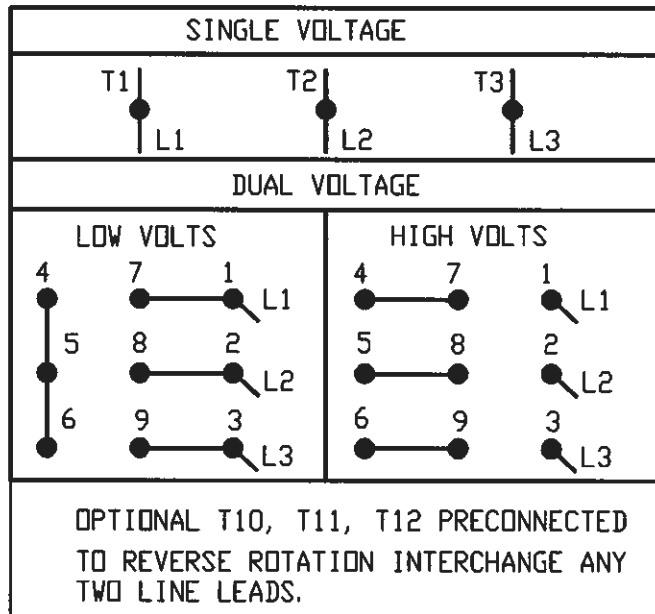 SINGLE VOLTAGE
T1 T2 T3
L1 L2 L3
DUAL VOLTAGE
LOW VOLTS
4 7 1
L1
5 8 2
L2
6 9 3
L3
HIGH VOLTS
4 7 1
L1
5 8 2
L2
6 9 3
L3
OPTIONAL T10, T11, T12 PRECONNECTED
TO REVERSE ROTATION INTERCHANGE ANY
TWO LINE LEADS.